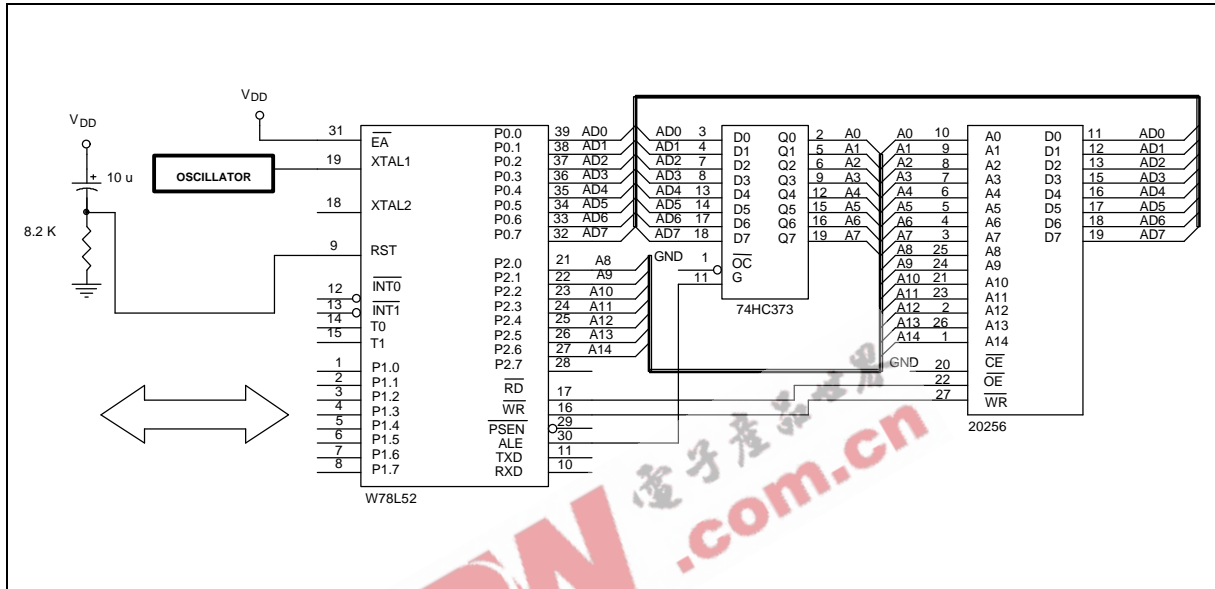 VDD
VDD
10 u
8.2 K
OSCILLATOR
31 EA
19 XTAL1
18 XTAL2
9 RST
12 INT0
13 INT1
14 T0
15 T1
1 P1.0
2 P1.1
3 P1.2
4 P1.3
5 P1.4
6 P1.5
7 P1.6
8 P1.7
P0.0 39 AD0
P0.1 38 AD1
P0.2 37 AD2
P0.3 36 AD3
P0.4 35 AD4
P0.5 34 AD5
P0.6 33 AD6
P0.7 32 AD7
P2.0 21 A8
P2.1 22 A9
P2.2 23 A10
P2.3 24 A11
P2.4 25 A12
P2.5 26 A13
P2.6 27 A14
P2.7 28
RD 17
WR 16
PSEN 29
ALE 30
TXD 11
RXD 10
W78L52
AD0 3 D0 Q0 2 A0
AD1 4 D1 Q1 5 A1
AD2 7 D2 Q2 6 A2
AD3 8 D3 Q3 9 A3
AD4 13 D4 Q4 12 A4
AD5 14 D5 Q5 15 A5
AD6 17 D6 Q6 16 A6
AD7 18 D7 Q7 19 A7
GND 1 OC
11 G
74HC373
A0 10 A0 D0 11 AD0
A1 9 A1 D1 12 AD1
A2 8 A2 D2 13 AD2
A3 7 A3 D3 15 AD3
A4 6 A4 D4 16 AD4
A5 5 A5 D5 17 AD5
A6 4 A6 D6 18 AD6
A7 3 A7 D7 19 AD7
A8 25 A8
A9 24 A9
A10 21 A10
A11 23 A11
A12 2 A12
A13 26 A13
A14 1 A14
GND 20 CE
22 OE
27 WR
20256
電子產品世界
.com.cn